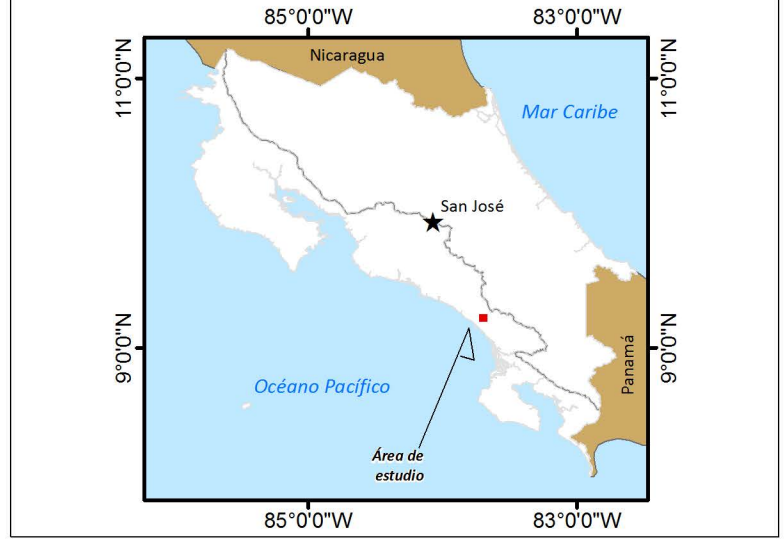 85°0'0"W
83°0'0"W
Nicaragua
11°0'0"N
11°0'0"N
Mar Caribe
San José
9°0'0"N
9°0'0"N
Panamá
Océano Pacífico
Área de
estudio
85°0'0"W
83°0'0"W